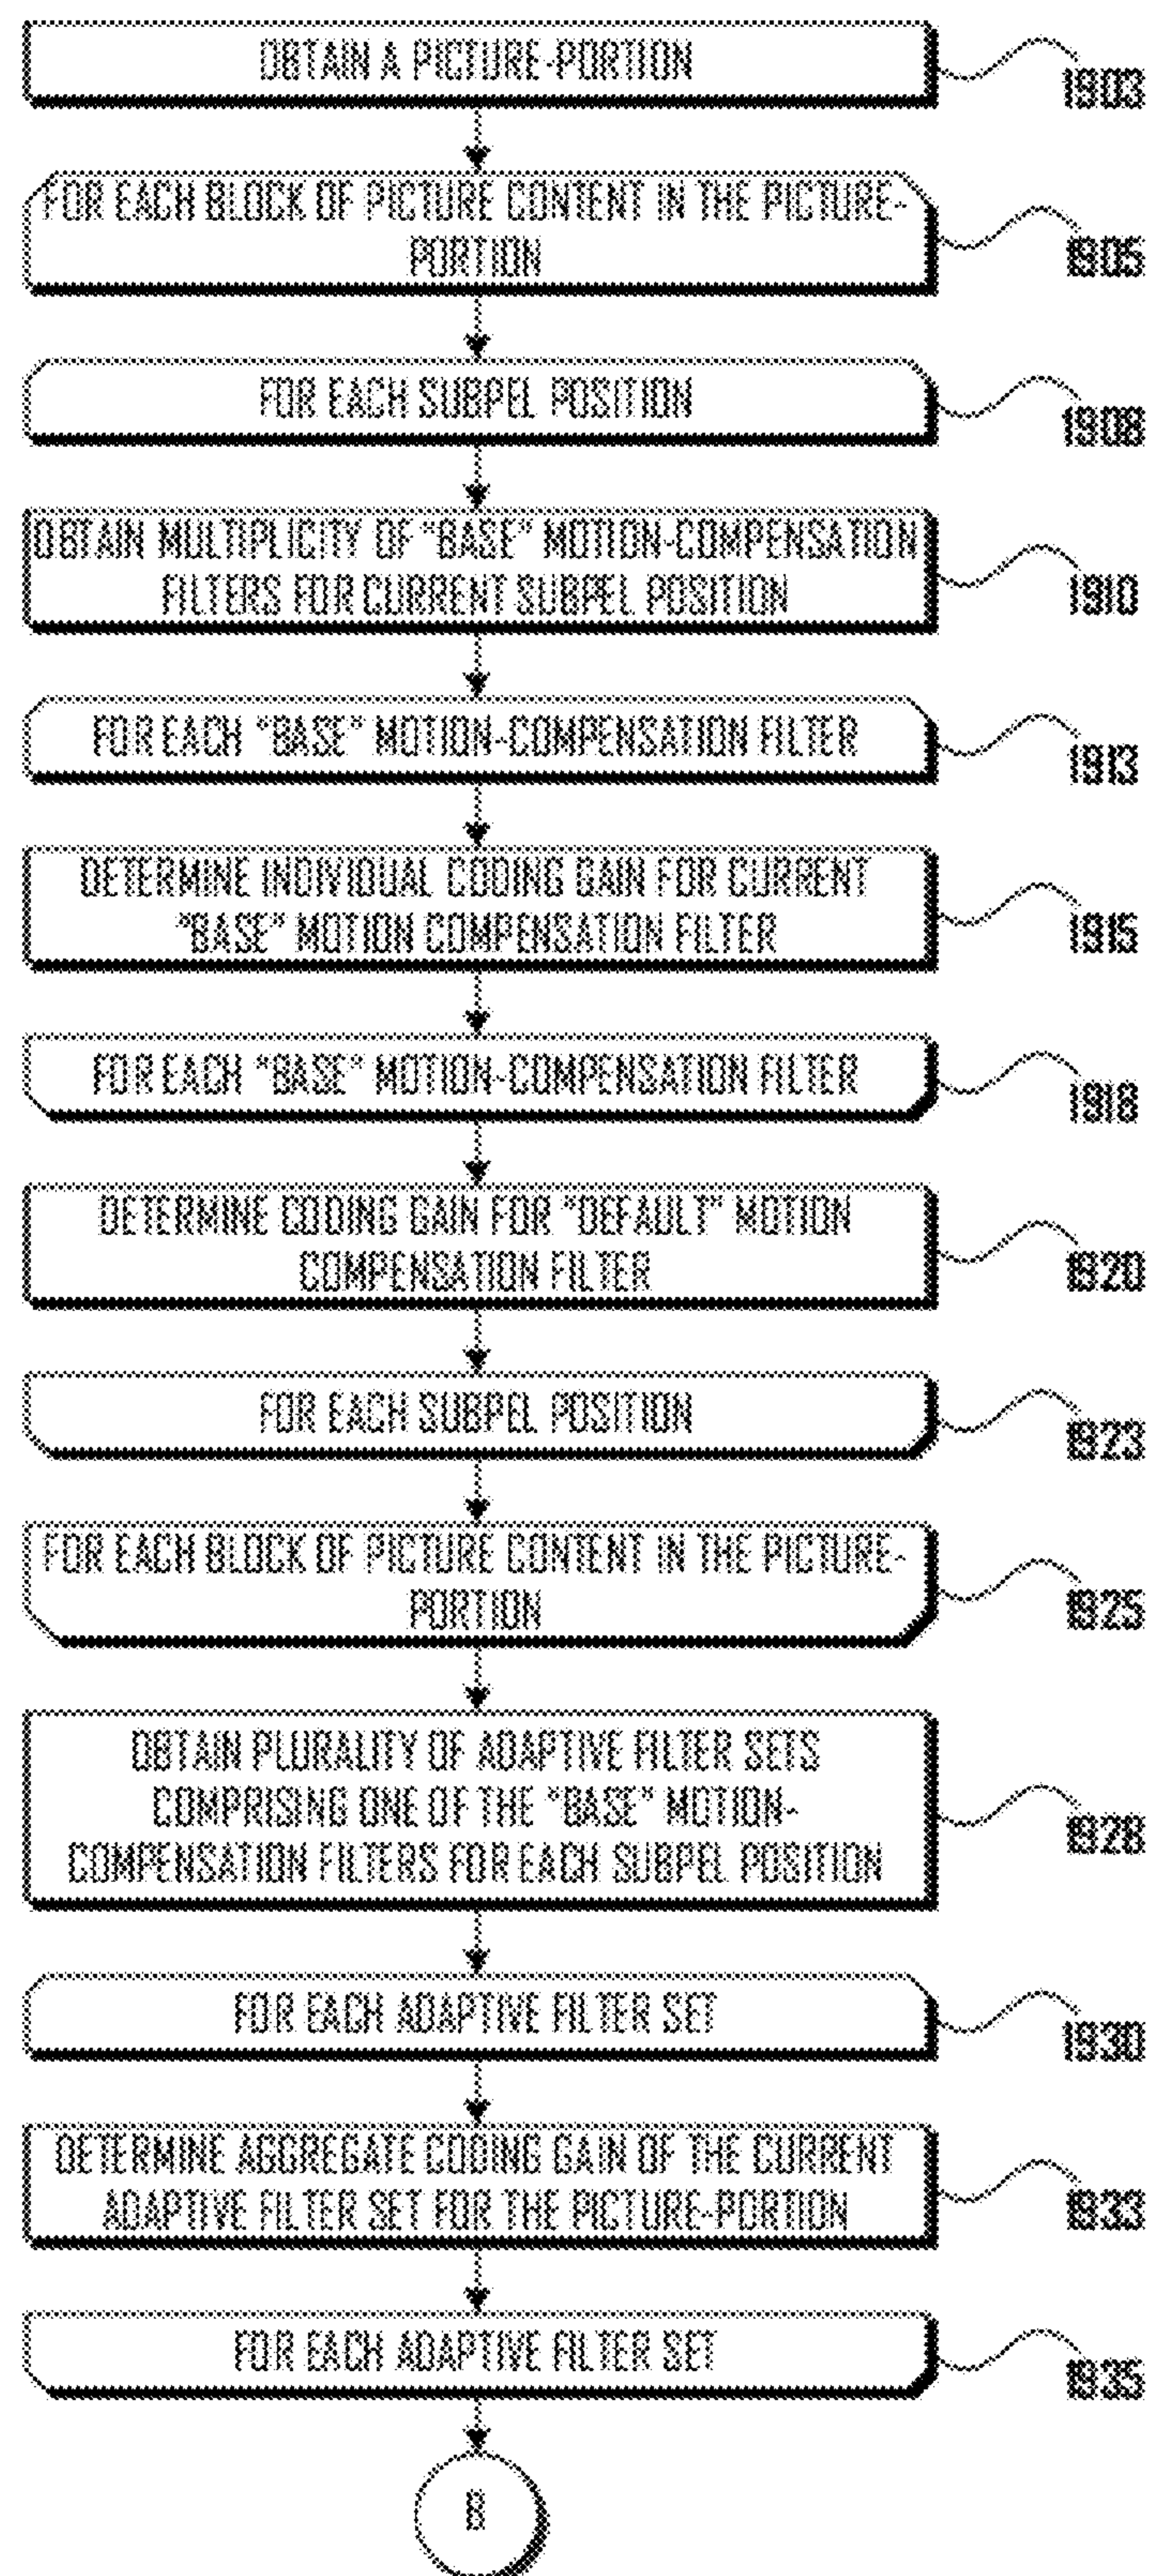 OBTAIN A PICTURE-PORTION
1903
FOR EACH BLOCK OF PICTURE CONTENT IN THE PICTURE-
PORTION
1905
FOR EACH SUBPEL POSITION
1908
OBTAIN MULTIPLICITY OF "BASE" MOTION-COMPENSATION
FILTERS FOR CURRENT SUBPEL POSITION
1910
FOR EACH "BASE" MOTION-COMPENSATION FILTER
1913
DETERMINE INDIVIDUAL CODING GAIN FOR CURRENT
"BASE" MOTION COMPENSATION FILTER
1915
FOR EACH "BASE" MOTION-COMPENSATION FILTER
1918
DETERMINE CODING GAIN FOR "DEFAULT" MOTION
COMPENSATION FILTER
1920
FOR EACH SUBPEL POSITION
1923
FOR EACH BLOCK OF PICTURE CONTENT IN THE PICTURE-
PORTION
1925
OBTAIN PLURALITY OF ADAPTIVE FILTER SETS
COMPRISING ONE OF THE "BASE" MOTION-
COMPENSATION FILTERS FOR EACH SUBPEL POSITION
1928
FOR EACH ADAPTIVE FILTER SET
1930
DETERMINE AGGREGATE CODING GAIN OF THE CURRENT
ADAPTIVE FILTER SET FOR THE PICTURE-PORTION
1933
FOR EACH ADAPTIVE FILTER SET
1935
B